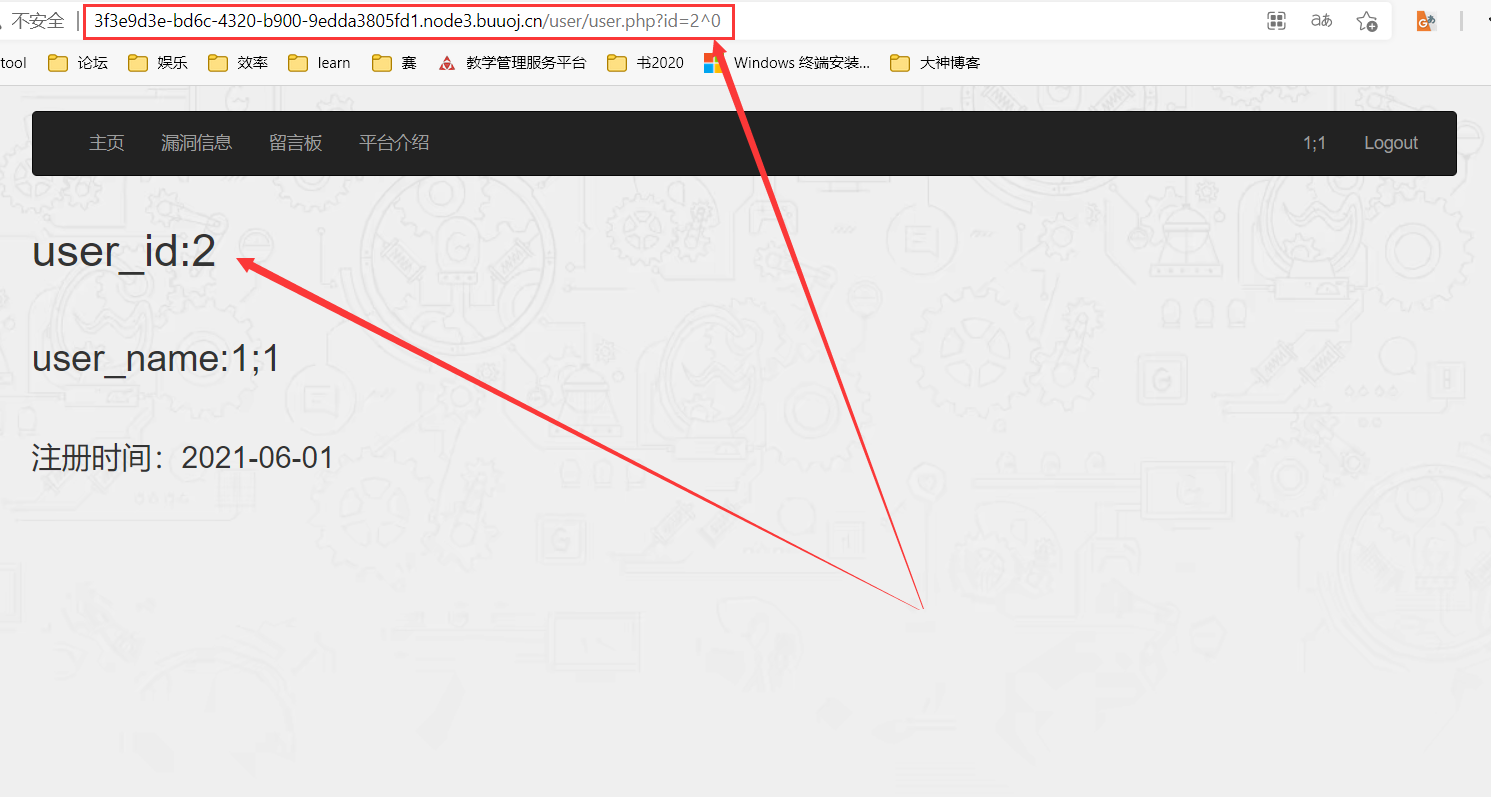 不安全 3f3e9d3e-bd6c-4320-b900-9edda3805fd1.node3.buuoj.cn/user/user.php?id=2^0 aあ
tool 论坛 娱乐 效率 learn 赛 教学管理服务平台 书2020 Windows 终端安装... 大神博客
主页 漏洞信息 留言板 平台介绍 1;1 Logout
user_id:2
user_name:1;1
注册时间：2021-06-01